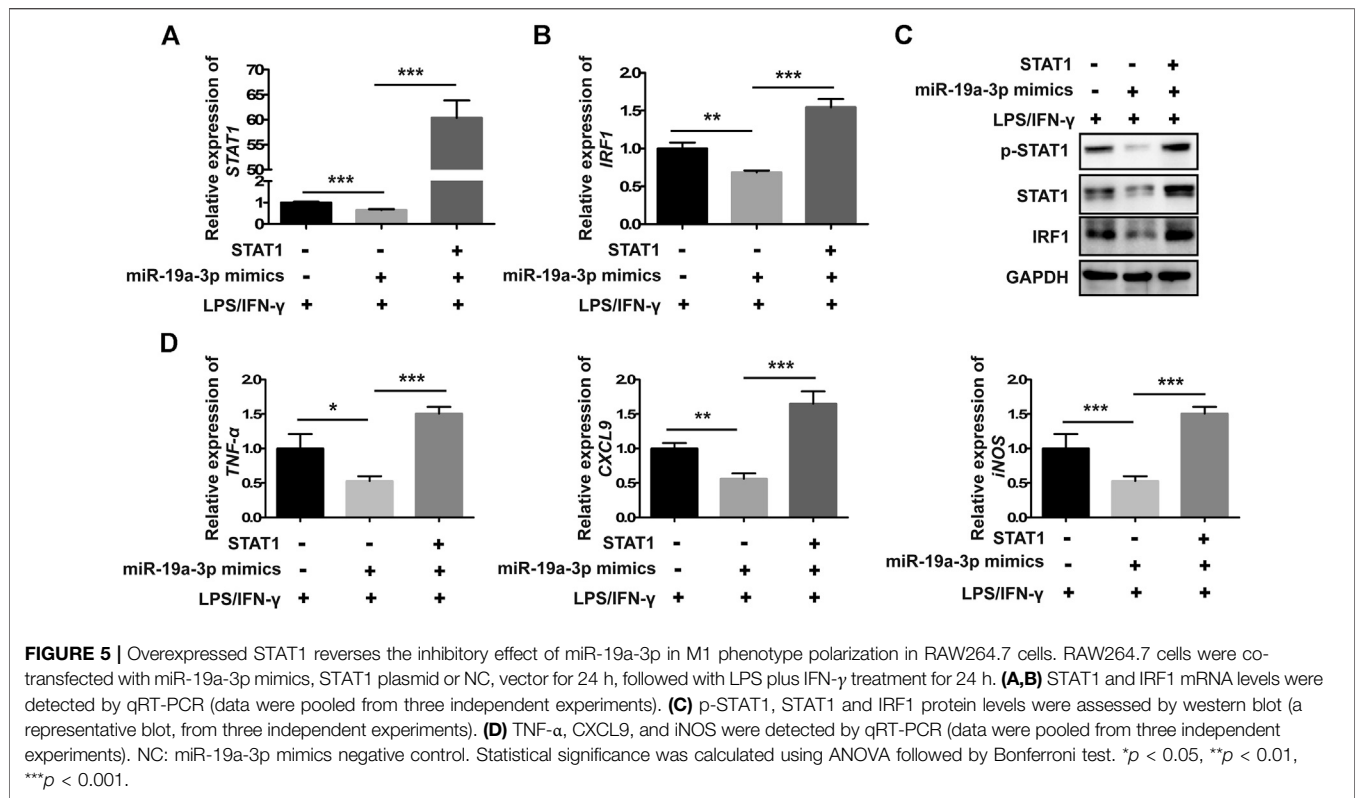 A
Relative expression of
STAT1
70
65
60
55
50
2
1
0
***
***
STAT1 - - +
miR-19a-3p mimics - + +
LPS/IFN-γ + + +
B
Relative expression of
IRF1
2.0
1.5
1.0
0.5
0.0
**
***
STAT1 - - +
miR-19a-3p mimics - + +
LPS/IFN-γ + + +
C
STAT1 - - +
miR-19a-3p mimics - + +
LPS/IFN-γ + + +
p-STAT1
STAT1
IRF1
GAPDH
D
Relative expression of
TNF-α
2.0
1.5
1.0
0.5
0.0
*
***
STAT1 - - +
miR-19a-3p mimics - + +
LPS/IFN-γ + + +
Relative expression of
CXCL9
2.0
1.5
1.0
0.5
0.0
**
***
STAT1 - - +
miR-19a-3p mimics - + +
LPS/IFN-γ + + +
Relative expression of
iNOS
2.0
1.5
1.0
0.5
0.0
***
***
STAT1 - - +
miR-19a-3p mimics - + +
LPS/IFN-γ + + +
FIGURE 5 | Overexpressed STAT1 reverses the inhibitory effect of miR-19a-3p in M1 phenotype polarization in RAW264.7 cells. RAW264.7 cells were co-
transfected with miR-19a-3p mimics, STAT1 plasmid or NC, vector for 24 h, followed with LPS plus IFN-γ treatment for 24 h. (A,B) STAT1 and IRF1 mRNA levels were
detected by qRT-PCR (data were pooled from three independent experiments). (C) p-STAT1, STAT1 and IRF1 protein levels were assessed by western blot (a
representative blot, from three independent experiments). (D) TNF-α, CXCL9, and iNOS were detected by qRT-PCR (data were pooled from three independent
experiments). NC: miR-19a-3p mimics negative control. Statistical significance was calculated using ANOVA followed by Bonferroni test. *p < 0.05, **p < 0.01,
***p < 0.001.